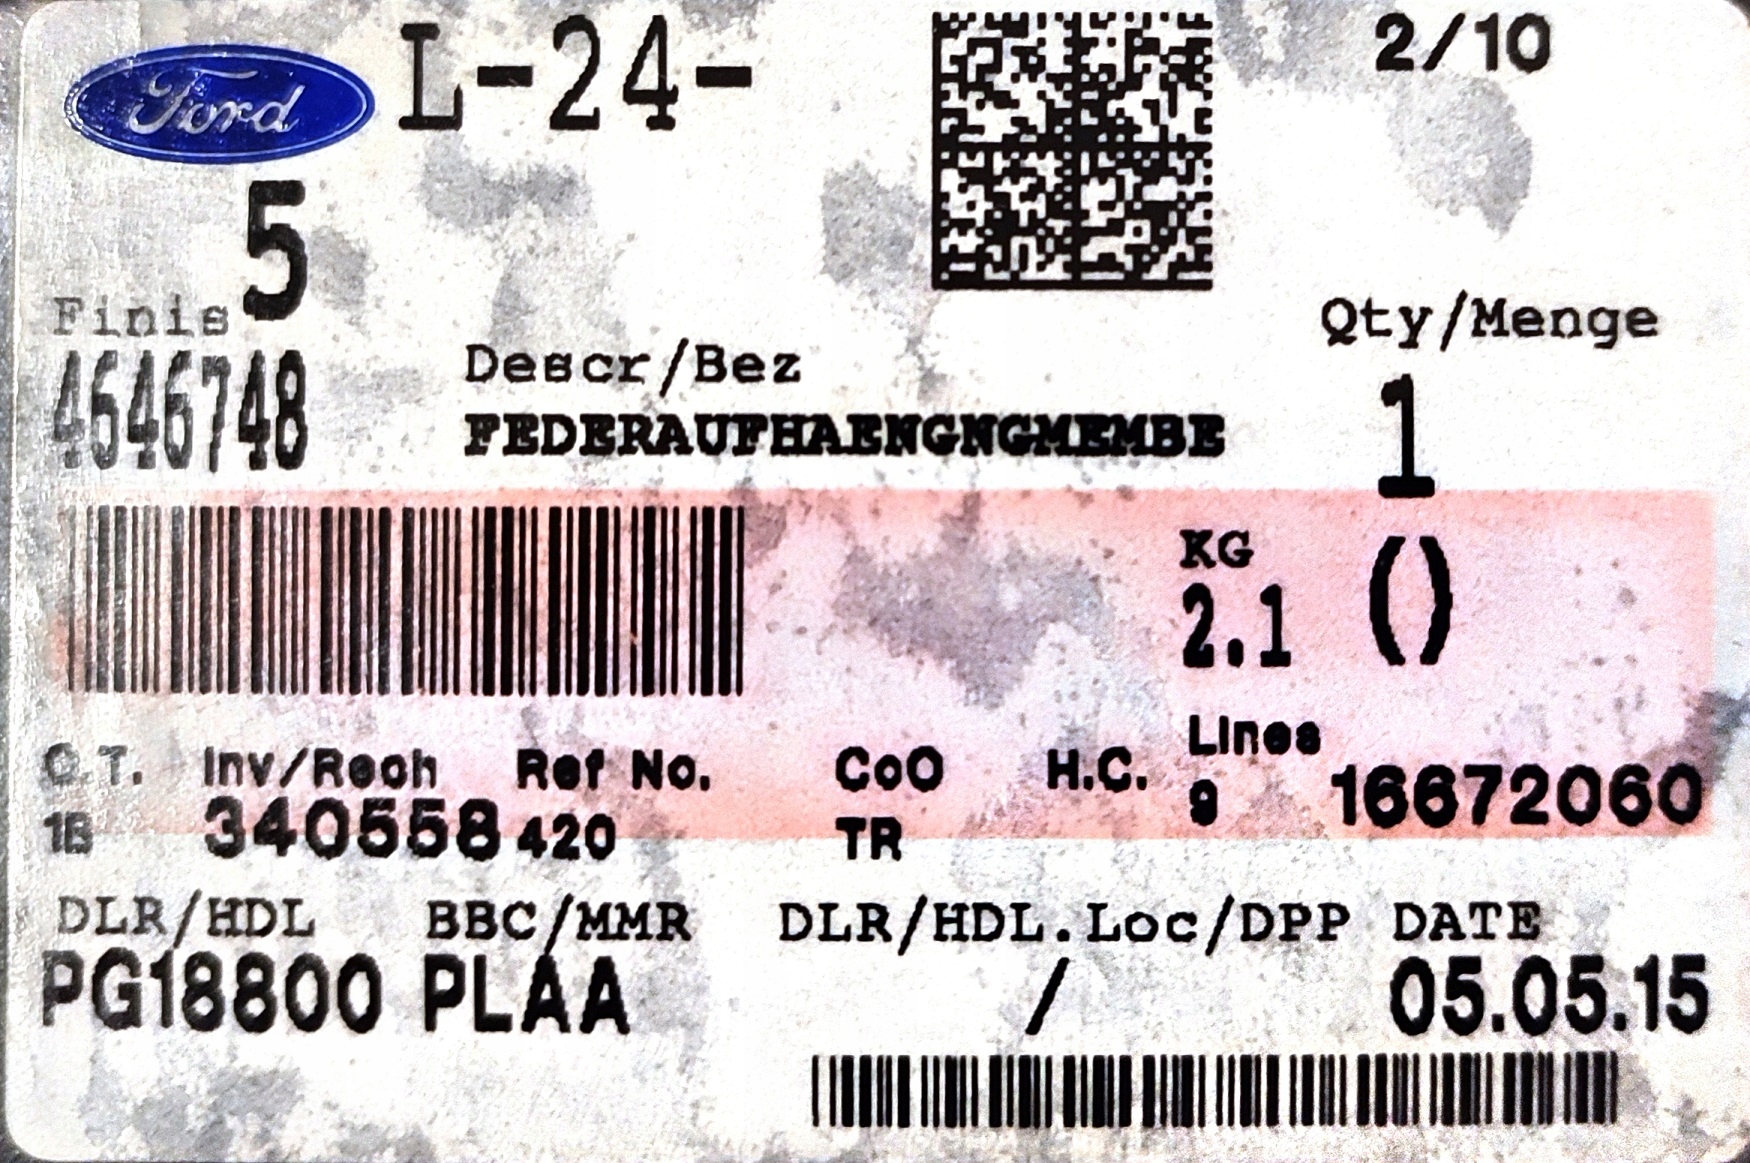 Ford L-24- 2/10
5
Finis
4646748
Descr/Bez
FEDERAUFHAENGNGMEMBE
Qty/Menge
1
KG
2.1 ()
C.T. Inv/Rech Ref No. CoO H.C. Lines
1B 340558 420 TR 9 16672060
DLR/HDL BBC/MMR DLR/HDL.Loc/DPP DATE
PG18800 PLAA / 05.05.15